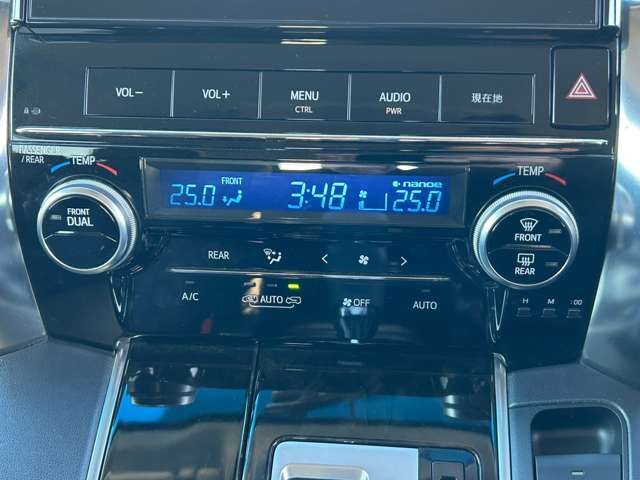 VOL− VOL+ MENU CTRL AUDIO PWR 現在地
PASSENGER
/REAR TEMP
TEMP
25.0 FRONT 3:48 nanoe 25.0
FRONT
DUAL
FRONT
REAR
REAR < >
A/C AUTO OFF AUTO
H M :00